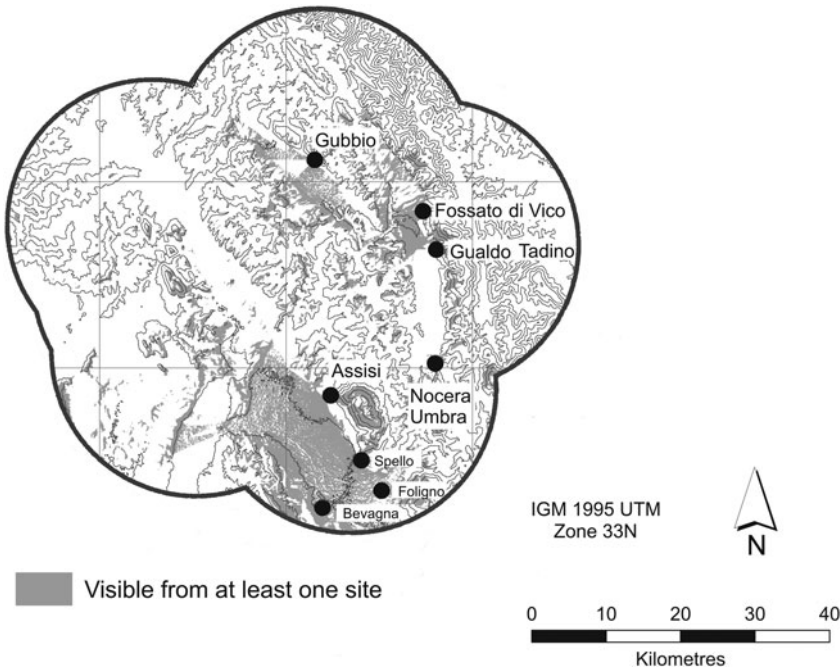 Gubbio
Fossato di Vico
Gualdo Tadino
Assisi
Nocera
Umbra
Spello
Foligno
Bevagna
IGM 1995 UTM
Zone 33N
N
Visible from at least one site
0 10 20 30 40
Kilometres